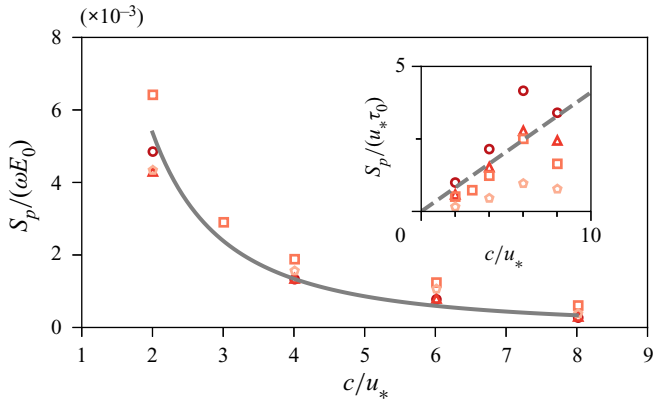 (×10⁻³)
8
6
4
2
0
S_p/(ωE_0)
1 2 3 4 5 6 7 8 9
c/u_*
5
S_p/(u_*τ_0)
0 10
c/u_*